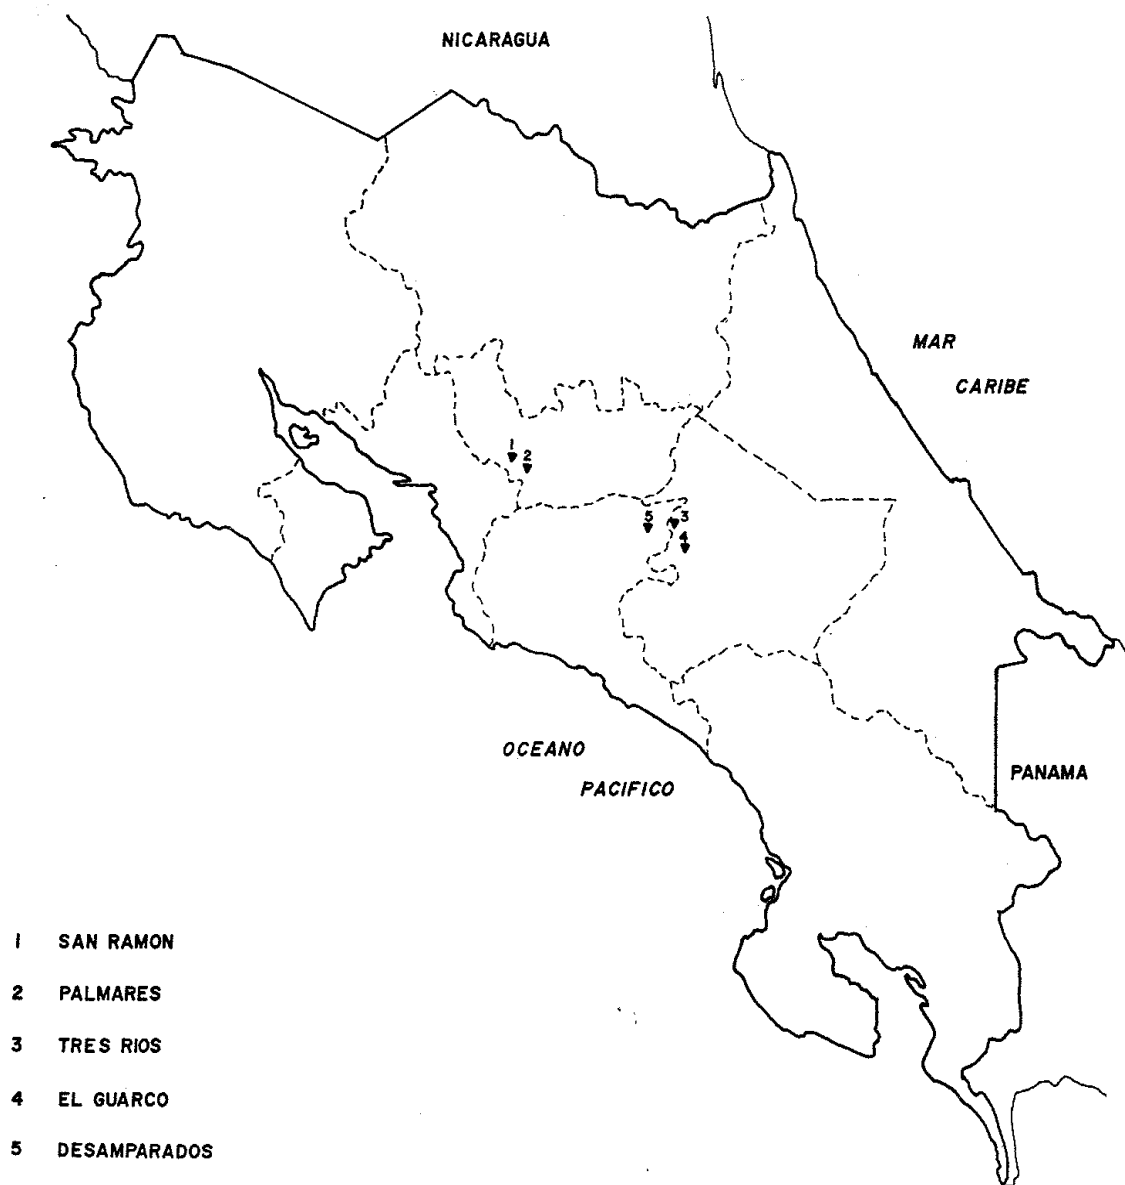 NICARAGUA
MAR
CARIBE
1
2
5
3
4
OCEANO
PACIFICO
PANAMA
1 SAN RAMON
2 PALMARES
3 TRES RIOS
4 EL GUARCO
5 DESAMPARADOS